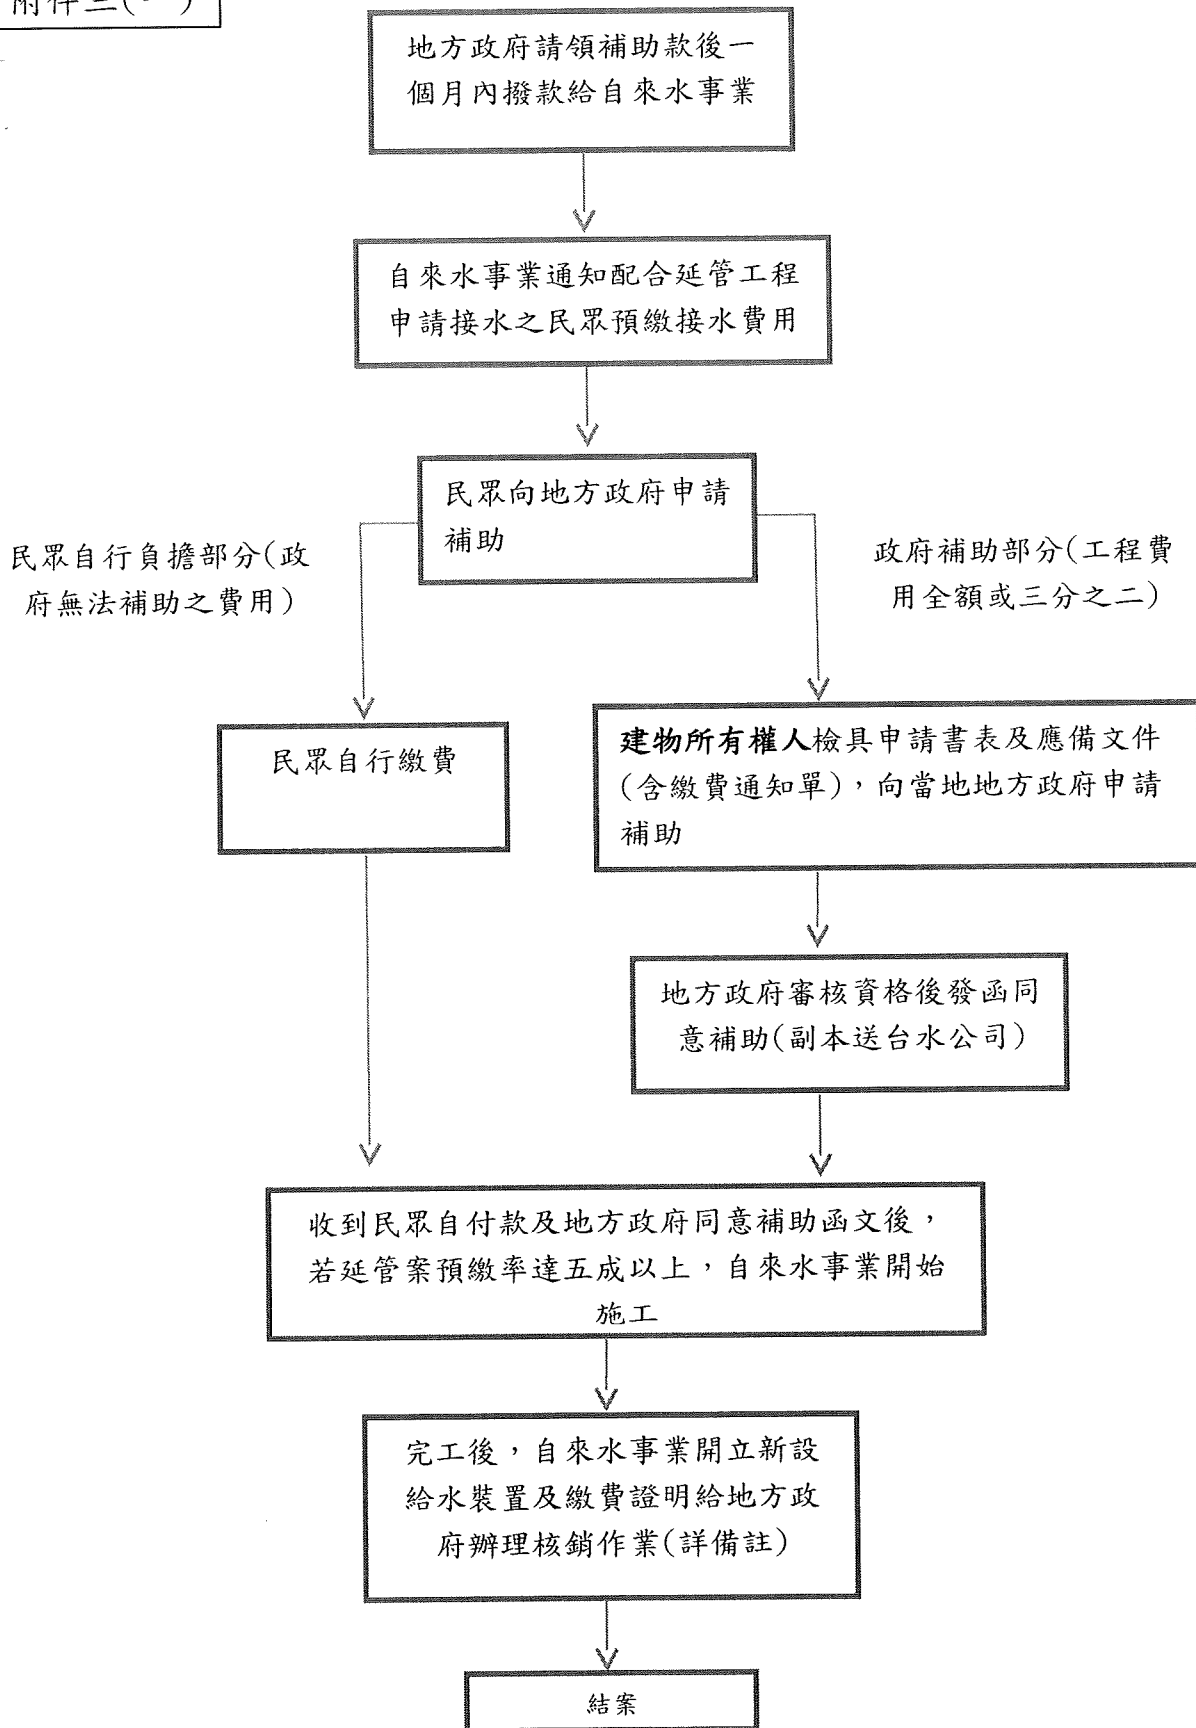 附件三(
地方政府請領補助款後一
個月內撥款給自來水事業
自來水事業通知配合延管工程
申請接水之民眾預繳接水費用
民眾向地方政府申請
補助
民眾自行負擔部分(政
府無法補助之費用)
政府補助部分(工程費
用全額或三分之二)
民眾自行繳費
建物所有權人檢具申請書表及應備文件
(含繳費通知單)，向當地地方政府申請
補助
地方政府審核資格後發函同
意補助(副本送台水公司)
收到民眾自付款及地方政府同意補助函文後，
若延管案預繳率達五成以上，自來水事業開始
施工
完工後，自來水事業開立新設
給水裝置及繳費證明給地方政
府辦理核銷作業(詳備註)
結案